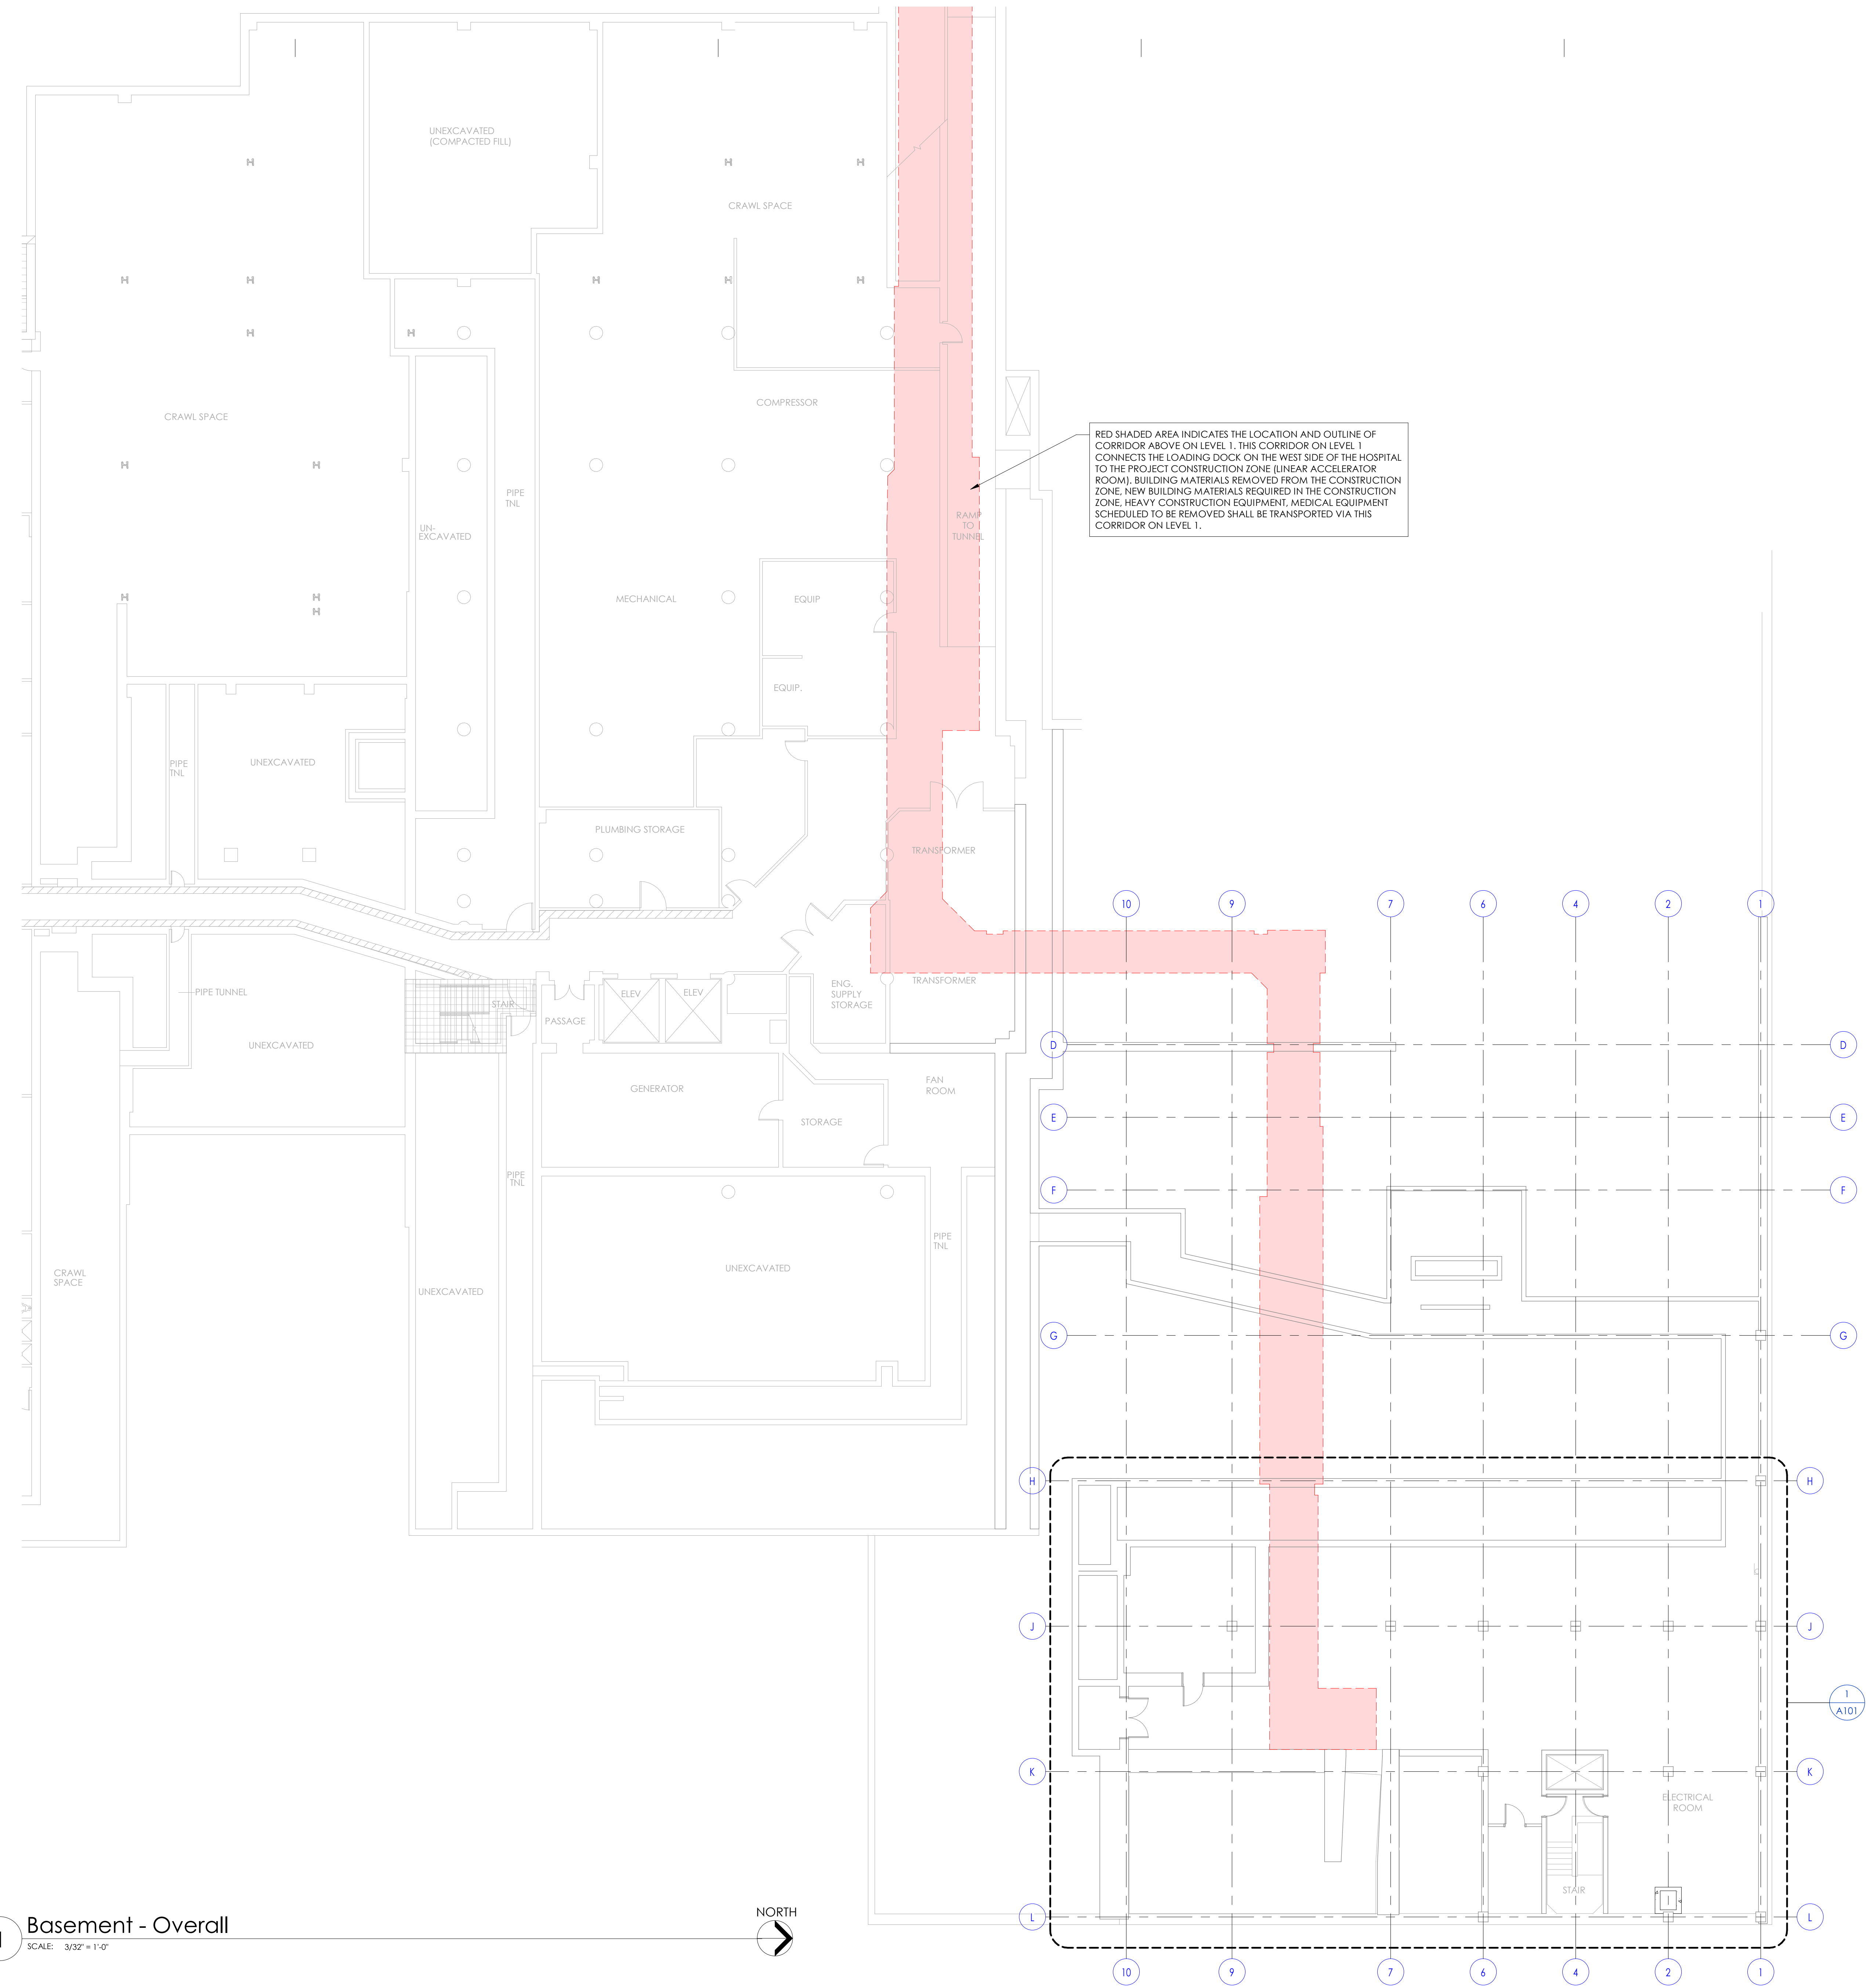 UNEXCAVATED
(COMPACTED FILL)
CRAWL SPACE
CRAWL SPACE
COMPRESSOR
RED SHADED AREA INDICATES THE LOCATION AND OUTLINE OF
CORRIDOR ABOVE ON LEVEL 1. THIS CORRIDOR ON LEVEL 1
CONNECTS THE LOADING DOCK ON THE WEST SIDE OF THE HOSPITAL
TO THE PROJECT CONSTRUCTION ZONE (LINEAR ACCELERATOR
ROOM). BUILDING MATERIALS REMOVED FROM THE CONSTRUCTION
ZONE, NEW BUILDING MATERIALS REQUIRED IN THE CONSTRUCTION
ZONE, HEAVY CONSTRUCTION EQUIPMENT, MEDICAL EQUIPMENT
SCHEDULED TO BE REMOVED SHALL BE TRANSPORTED VIA THIS
CORRIDOR ON LEVEL 1.
PIPE
TNL
UN-
EXCAVATED
RAMP
TO
TUNNEL
MECHANICAL
EQUIP
EQUIP.
PIPE
TNL
UNEXCAVATED
PLUMBING STORAGE
TRANSFORMER
10
9
7
6
4
2
1
PIPE TUNNEL
STAIR
PASSAGE
ELEV
ELEV
ENG.
SUPPLY
STORAGE
TRANSFORMER
UNEXCAVATED
D
D
GENERATOR
FAN
ROOM
STORAGE
E
E
PIPE
TNL
F
F
PIPE
TNL
UNEXCAVATED
CRAWL
SPACE
UNEXCAVATED
G
G
H
H
J
J
1
A101
K
K
ELECTRICAL
ROOM
STAIR
L
L
10
9
7
6
4
2
1
NORTH
Basement - Overall
SCALE: 3/32" = 1'-0"